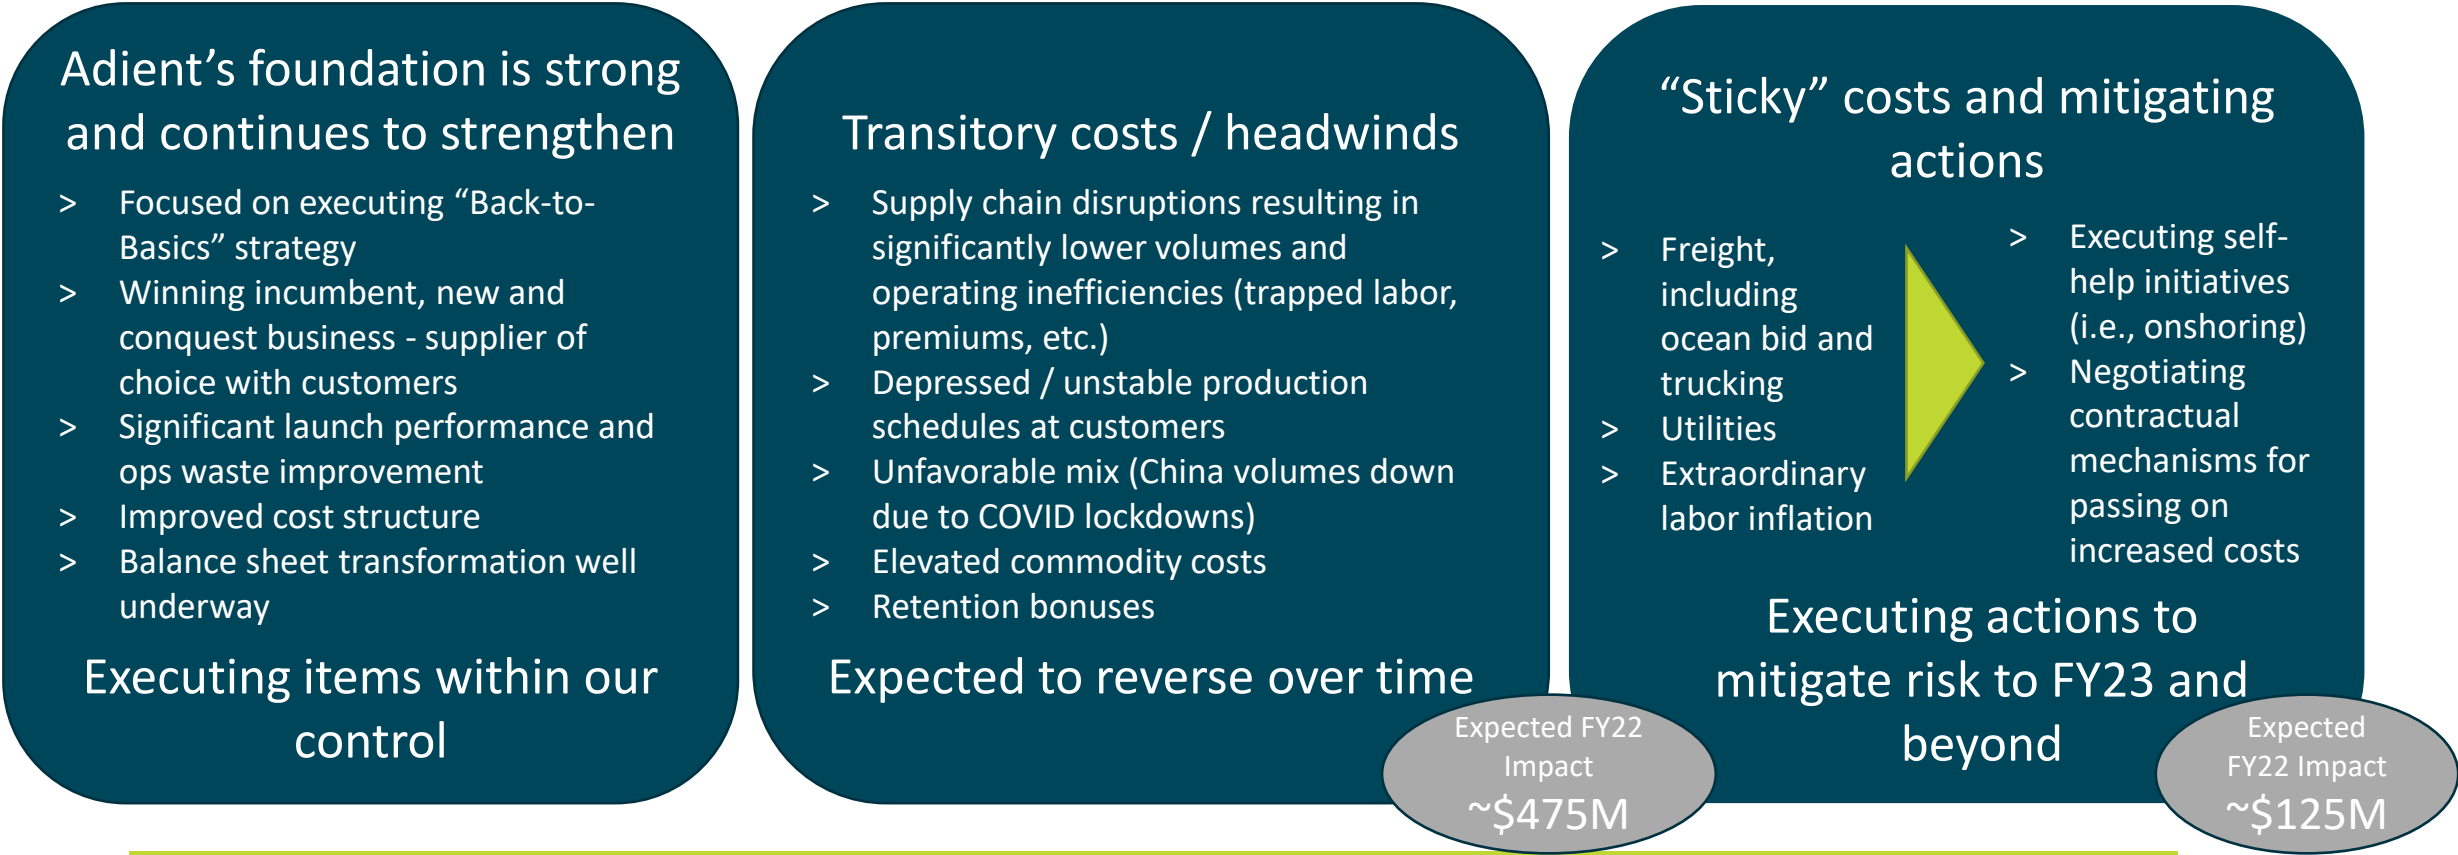 Adient’s foundation is strong
and continues to strengthen
> Focused on executing “Back-to-
Basics” strategy
> Winning incumbent, new and
conquest business - supplier of
choice with customers
> Significant launch performance and
ops waste improvement
> Improved cost structure
> Balance sheet transformation well
underway
Executing items within our
control
Transitory costs / headwinds
> Supply chain disruptions resulting in
significantly lower volumes and
operating inefficiencies (trapped labor,
premiums, etc.)
> Depressed / unstable production
schedules at customers
> Unfavorable mix (China volumes down
due to COVID lockdowns)
> Elevated commodity costs
> Retention bonuses
Expected to reverse over time
Expected FY22
Impact
~$475M
“Sticky” costs and mitigating
actions
> Freight,
including
ocean bid and
trucking
> Utilities
> Extraordinary
labor inflation
> Executing self-
help initiatives
(i.e., onshoring)
> Negotiating
contractual
mechanisms for
passing on
increased costs
Executing actions to
mitigate risk to FY23 and
beyond
Expected
FY22 Impact
~$125M